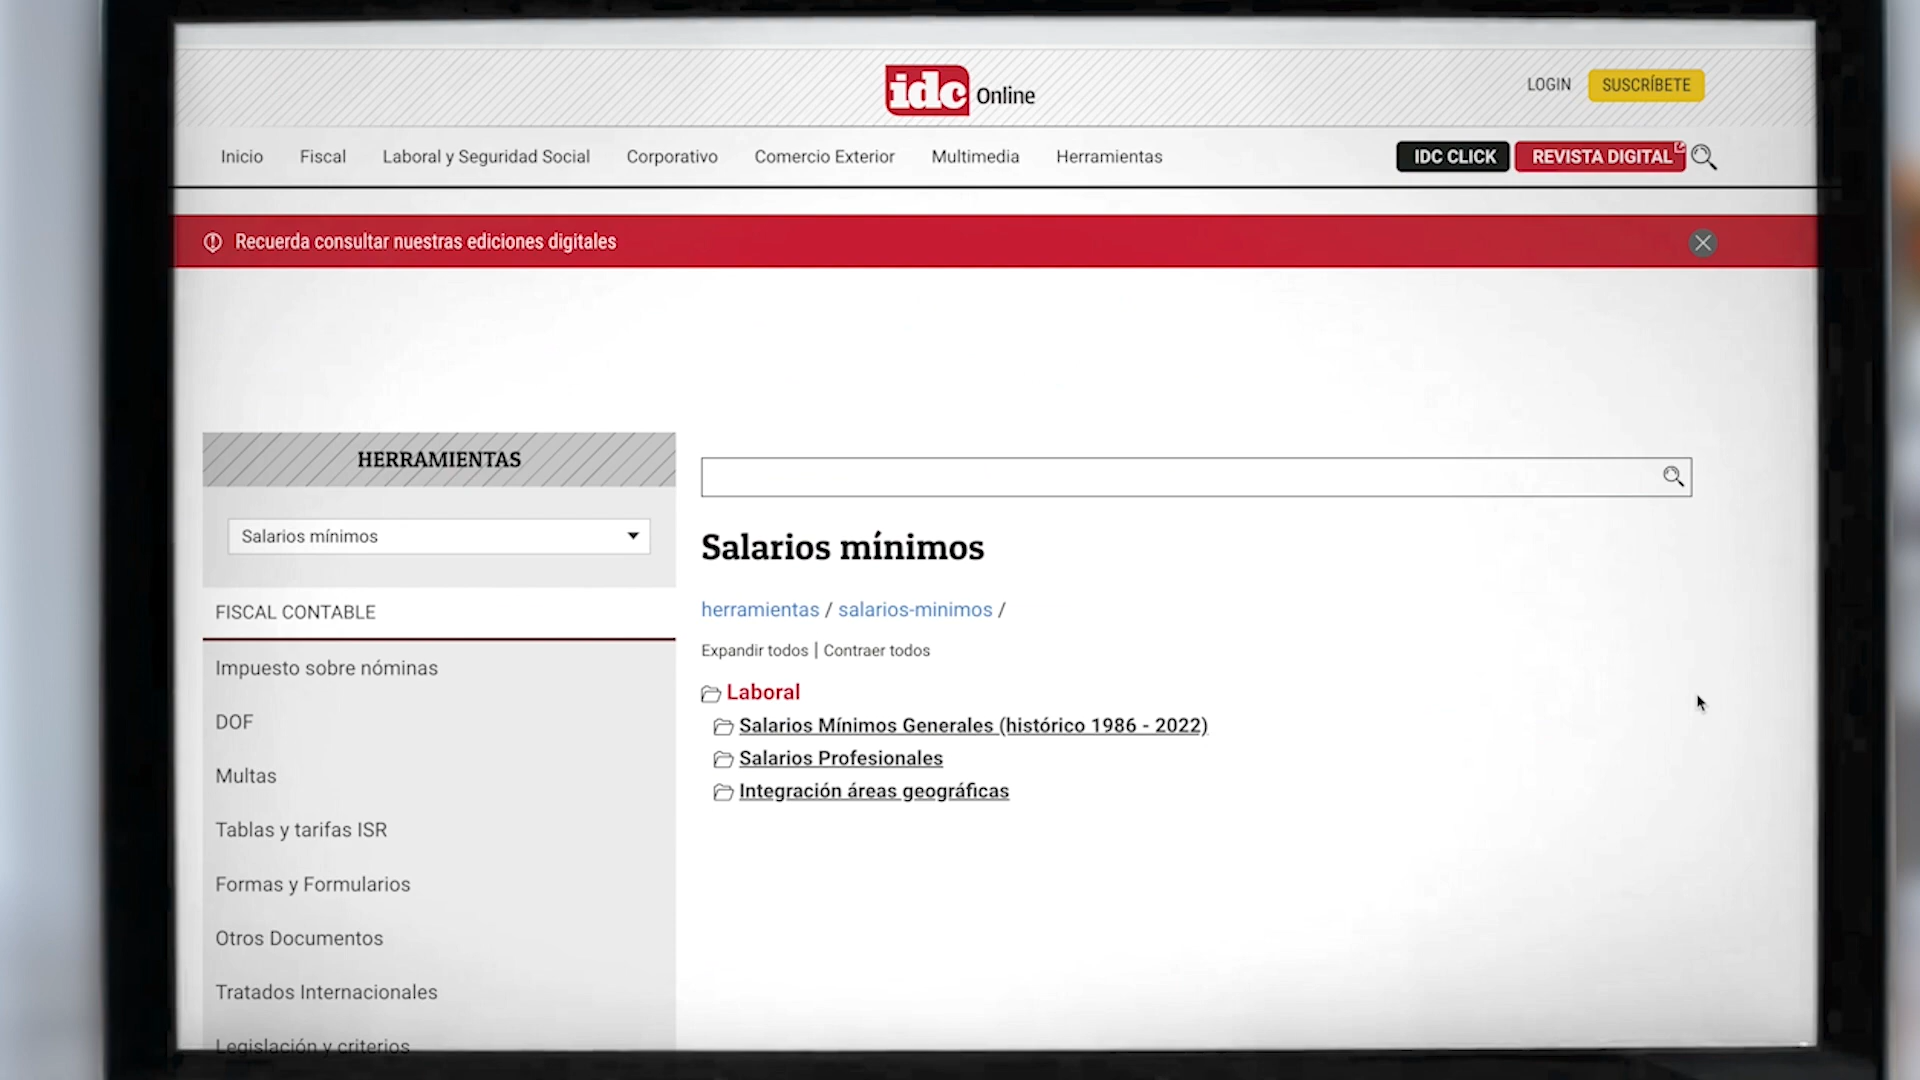 idc Online
LOGIN SUSCRÍBETE
Inicio Fiscal Laboral y Seguridad Social Corporativo Comercio Exterior Multimedia Herramientas IDC CLICK REVISTA DIGITAL
Recuerda consultar nuestras ediciones digitales
HERRAMIENTAS
Salarios mínimos
FISCAL CONTABLE
Impuesto sobre nóminas
DOF
Multas
Tablas y tarifas ISR
Formas y Formularios
Otros Documentos
Tratados Internacionales
Legislación y criterios
Salarios mínimos
herramientas / salarios-minimos /
Expandir todos | Contraer todos
Laboral
Salarios Mínimos Generales (histórico 1986 - 2022)
Salarios Profesionales
Integración áreas geográficas